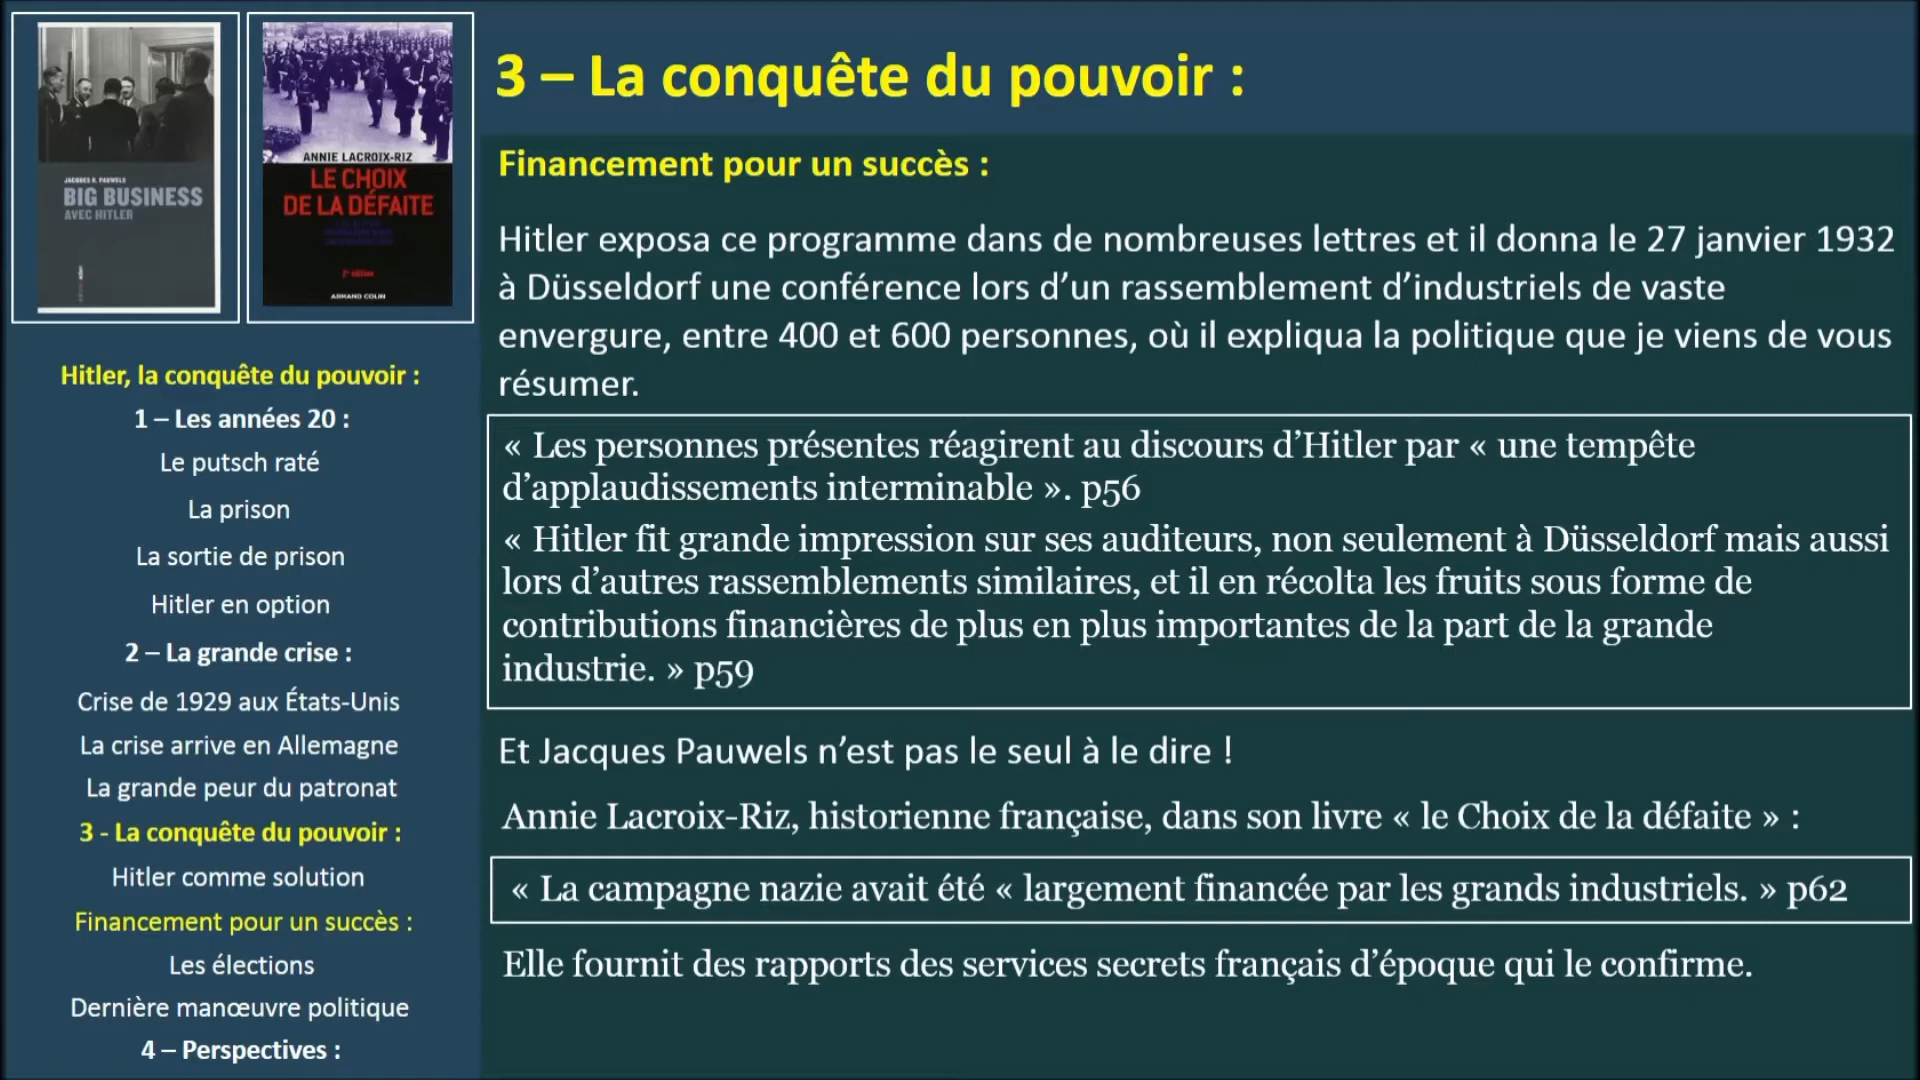 JACQUES R. PAUWELS
BIG BUSINESS
AVEC HITLER
ANNIE LACROIX-RIZ
LE CHOIX
DE LA DÉFAITE
2e édition
ARMAND COLIN
Hitler, la conquête du pouvoir :
1 – Les années 20 :
Le putsch raté
La prison
La sortie de prison
Hitler en option
2 – La grande crise :
Crise de 1929 aux États-Unis
La crise arrive en Allemagne
La grande peur du patronat
3 - La conquête du pouvoir :
Hitler comme solution
Financement pour un succès :
Les élections
Dernière manœuvre politique
4 – Perspectives :
3 – La conquête du pouvoir :
Financement pour un succès :
Hitler exposa ce programme dans de nombreuses lettres et il donna le 27 janvier 1932
à Düsseldorf une conférence lors d’un rassemblement d’industriels de vaste
envergure, entre 400 et 600 personnes, où il expliqua la politique que je viens de vous
résumer.
« Les personnes présentes réagirent au discours d’Hitler par « une tempête
d’applaudissements interminable ». p56
« Hitler fit grande impression sur ses auditeurs, non seulement à Düsseldorf mais aussi
lors d’autres rassemblements similaires, et il en récolta les fruits sous forme de
contributions financières de plus en plus importantes de la part de la grande
industrie. » p59
Et Jacques Pauwels n’est pas le seul à le dire !
Annie Lacroix-Riz, historienne française, dans son livre « le Choix de la défaite » :
« La campagne nazie avait été « largement financée par les grands industriels. » p62
Elle fournit des rapports des services secrets français d’époque qui le confirme.